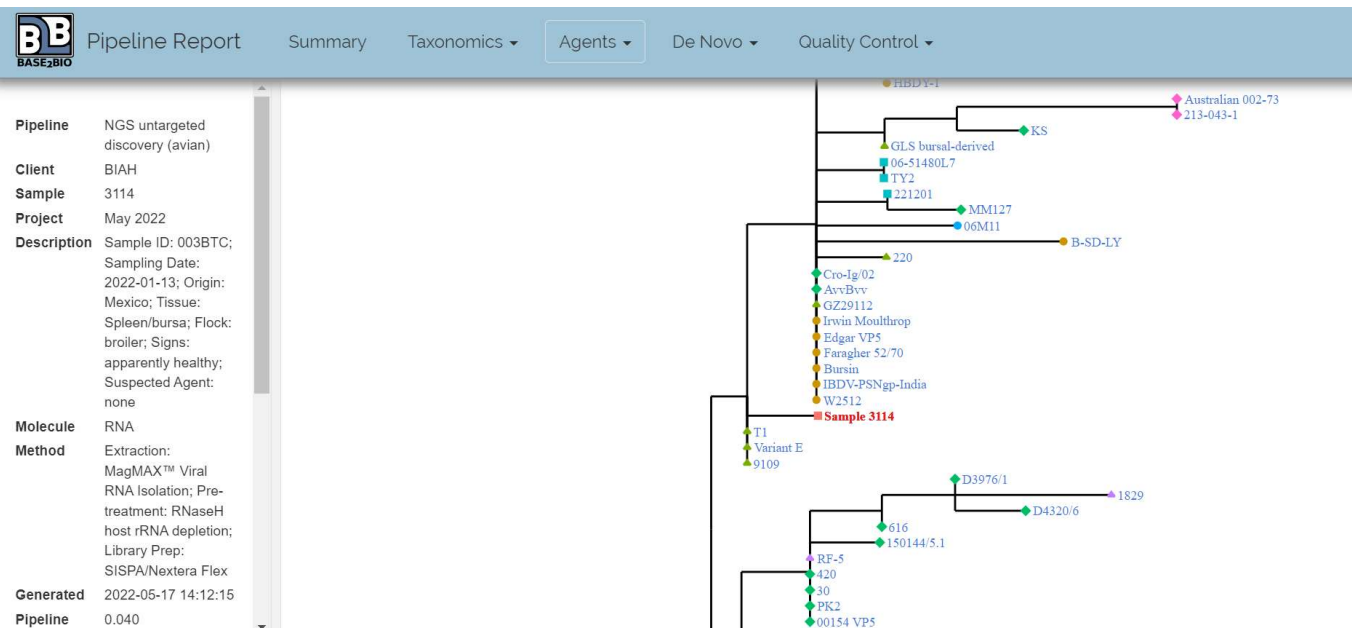 BASE2BIO
Pipeline Report
Summary
Taxonomics
Agents
De Novo
Quality Control
Pipeline NGS untargeted
discovery (avian)
Client BIAH
Sample 3114
Project May 2022
Description Sample ID: 003BTC;
Sampling Date:
2022-01-13; Origin:
Mexico; Tissue:
Spleen/bursa; Flock:
broiler; Signs:
apparently healthy;
Suspected Agent:
none
Molecule RNA
Method Extraction:
MagMAX™ Viral
RNA Isolation; Pre-
treatment: RNaseH
host rRNA depletion;
Library Prep:
SISPA/Nextera Flex
Generated 2022-05-17 14:12:15
Pipeline 0.040
HBDY-1
Australian 002-73
213-043-1
KS
GLS bursal-derived
06-51480L7
TY2
221201
MM127
06M11
B-SD-LY
220
Cro-Ig/02
AvvBvv
GZ29112
Irwin Moulthrop
Edgar VP5
Faragher 52/70
Bursin
IBDV-PSNgp-India
W2512
Sample 3114
T1
Variant E
9109
D3976/1
1829
D4320/6
616
150144/5.1
RF-5
420
30
PK2
00154 VP5